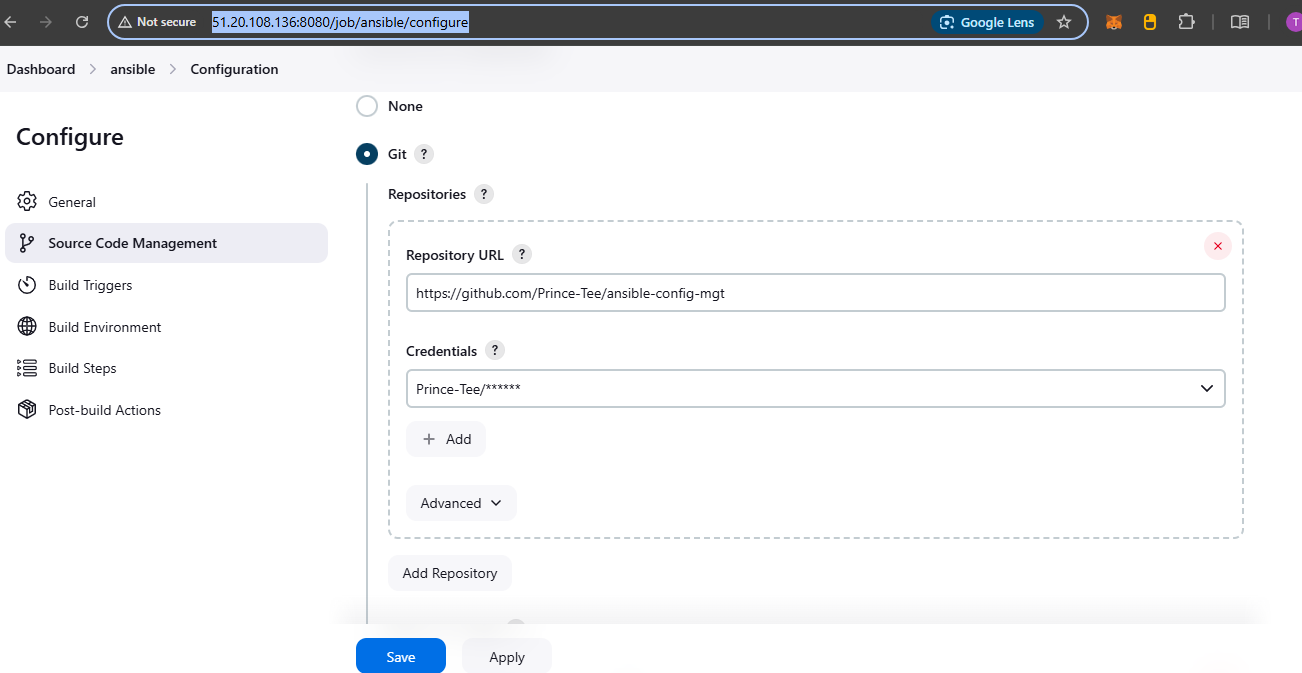 Not secure 51.20.108.136:8080/job/ansible/configure Google Lens T
Dashboard ansible Configuration
Configure
General
Source Code Management
Build Triggers
Build Environment
Build Steps
Post-build Actions
None
Git ?
Repositories ?
Repository URL ?
https://github.com/Prince-Tee/ansible-config-mgt
Credentials ?
Prince-Tee/******
+ Add
Advanced
Add Repository
Save Apply